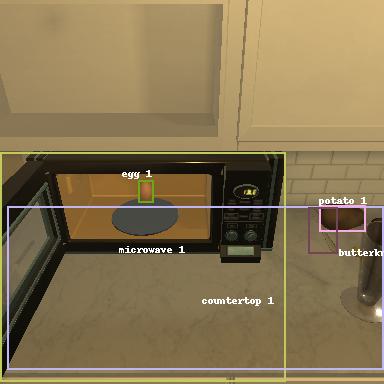 egg 1
potato 1
microwave 1
butterkn
countertop 1